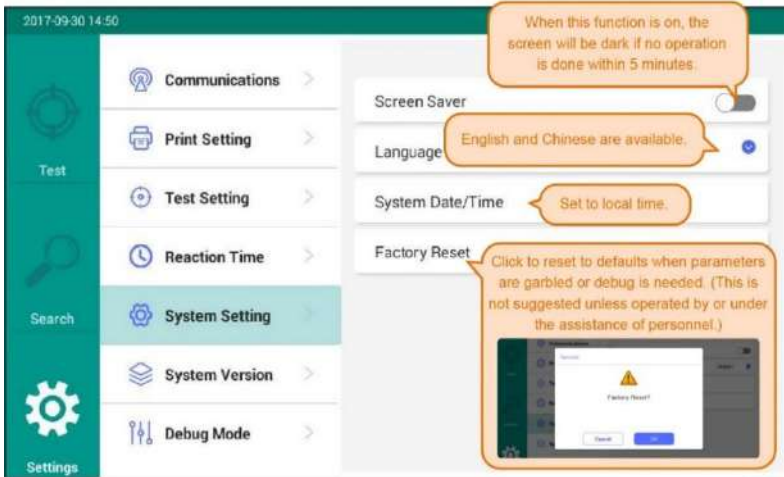 2017-09-30 14:50
Test
Search
Settings
Communications
Print Setting
Test Setting
Reaction Time
System Setting
System Version
Debug Mode
When this function is on, the
screen will be dark if no operation
is done within 5 minutes.
Screen Saver
Language
English and Chinese are available.
System Date/Time
Set to local time.
Factory Reset
Click to reset to defaults when parameters
are garbled or debug is needed. (This is
not suggested unless operated by or under
the assistance of personnel.)
Factory Reset?
Cancel